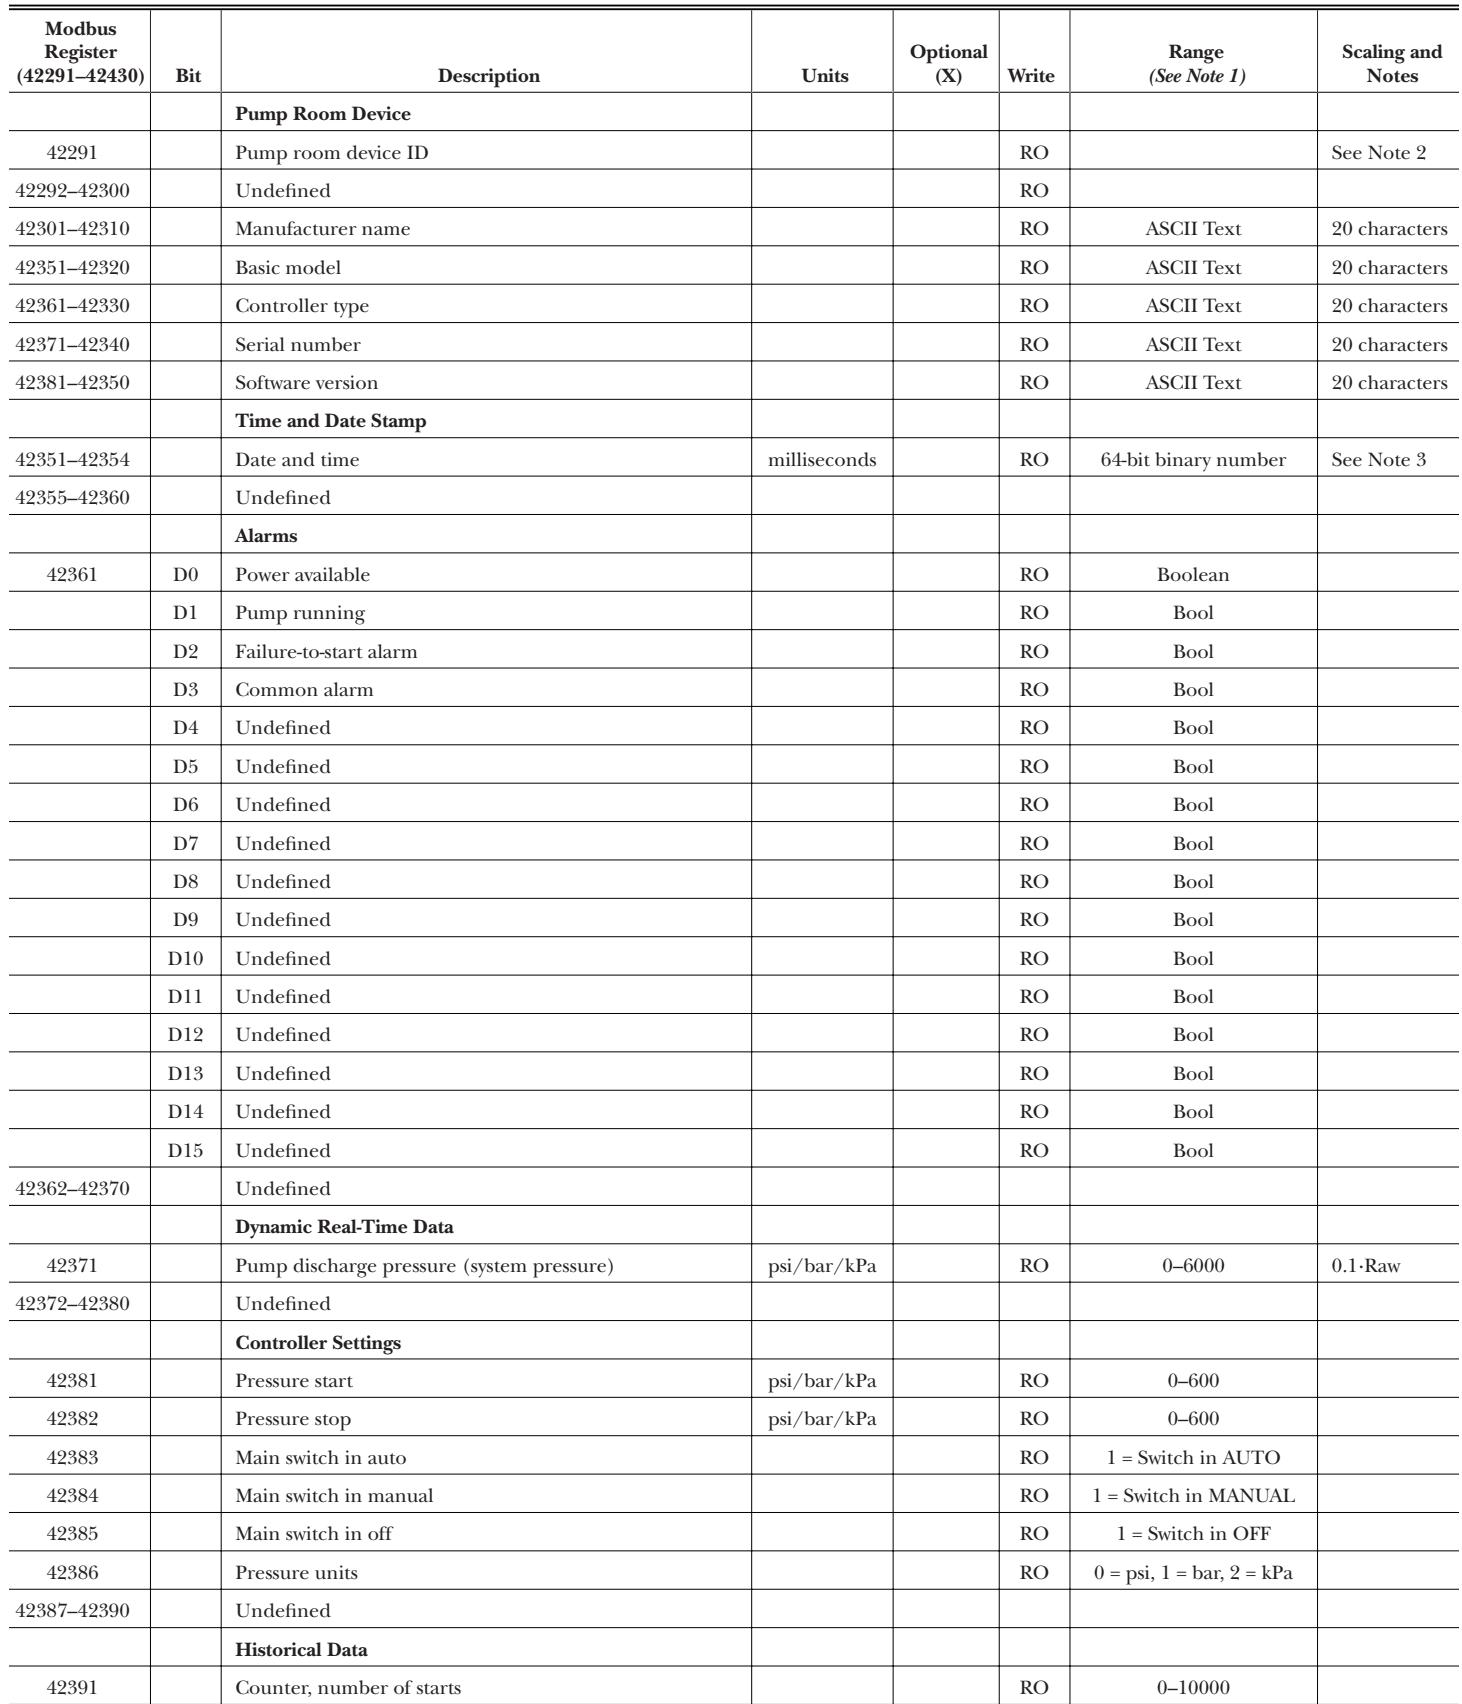 Modbus Register (42291–42430) Bit Description Units Optional (X) Write Range (See Note 1) Scaling and Notes
Pump Room Device
42291 Pump room device ID RO See Note 2
42292–42300 Undefined RO
42301–42310 Manufacturer name RO ASCII Text 20 characters
42351–42320 Basic model RO ASCII Text 20 characters
42361–42330 Controller type RO ASCII Text 20 characters
42371–42340 Serial number RO ASCII Text 20 characters
42381–42350 Software version RO ASCII Text 20 characters
Time and Date Stamp
42351–42354 Date and time milliseconds RO 64-bit binary number See Note 3
42355–42360 Undefined
Alarms
42361 D0 Power available RO Boolean
D1 Pump running RO Bool
D2 Failure-to-start alarm RO Bool
D3 Common alarm RO Bool
D4 Undefined RO Bool
D5 Undefined RO Bool
D6 Undefined RO Bool
D7 Undefined RO Bool
D8 Undefined RO Bool
D9 Undefined RO Bool
D10 Undefined RO Bool
D11 Undefined RO Bool
D12 Undefined RO Bool
D13 Undefined RO Bool
D14 Undefined RO Bool
D15 Undefined RO Bool
42362–42370 Undefined
Dynamic Real-Time Data
42371 Pump discharge pressure (system pressure) psi/bar/kPa RO 0–6000 0.1·Raw
42372–42380 Undefined
Controller Settings
42381 Pressure start psi/bar/kPa RO 0–600
42382 Pressure stop psi/bar/kPa RO 0–600
42383 Main switch in auto RO 1 = Switch in AUTO
42384 Main switch in manual RO 1 = Switch in MANUAL
42385 Main switch in off RO 1 = Switch in OFF
42386 Pressure units RO 0 = psi, 1 = bar, 2 = kPa
42387–42390 Undefined
Historical Data
42391 Counter, number of starts RO 0–10000